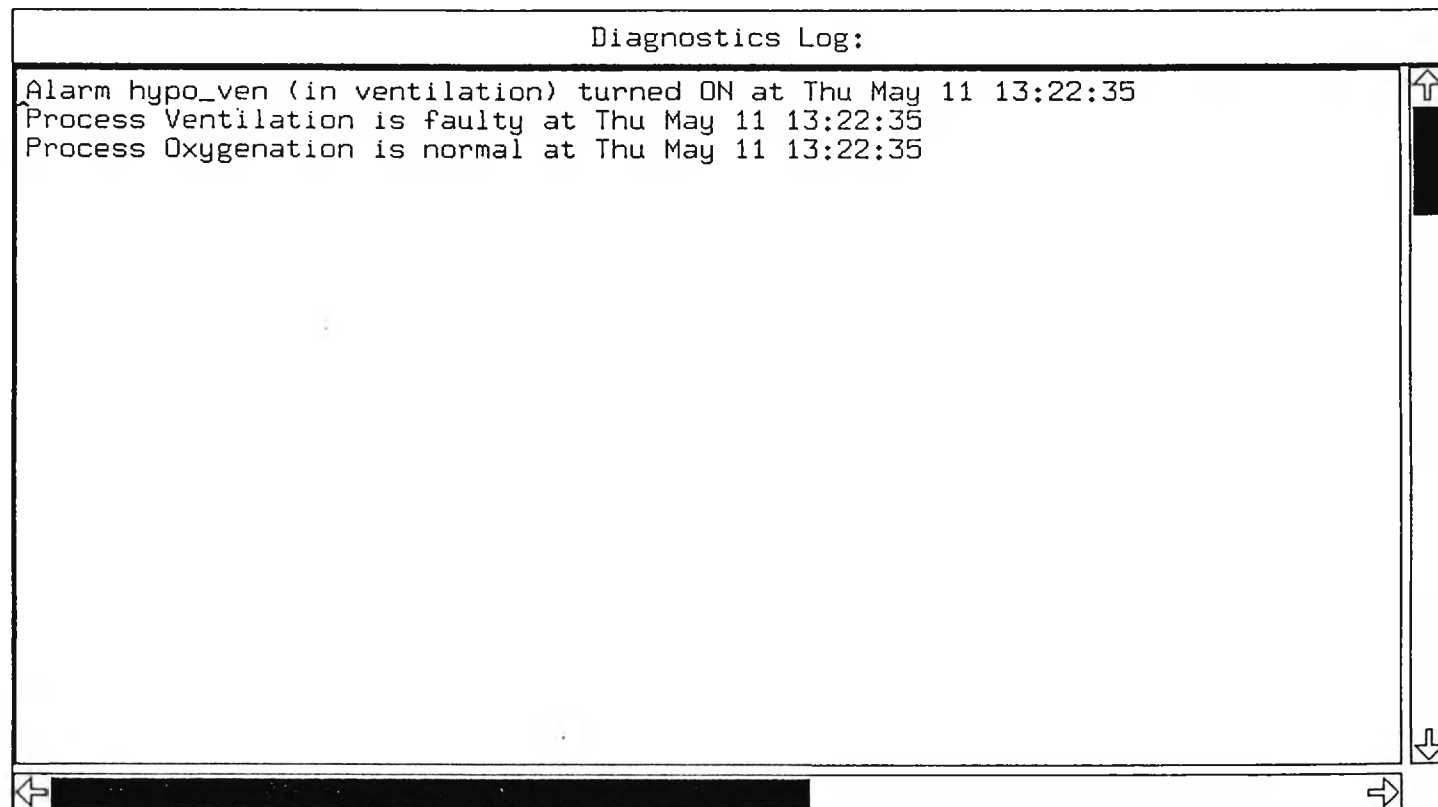 Diagnostics Log:
Alarm hypo_ven (in ventilation) turned ON at Thu May 11 13:22:35
Process Ventilation is faulty at Thu May 11 13:22:35
Process Oxygenation is normal at Thu May 11 13:22:35